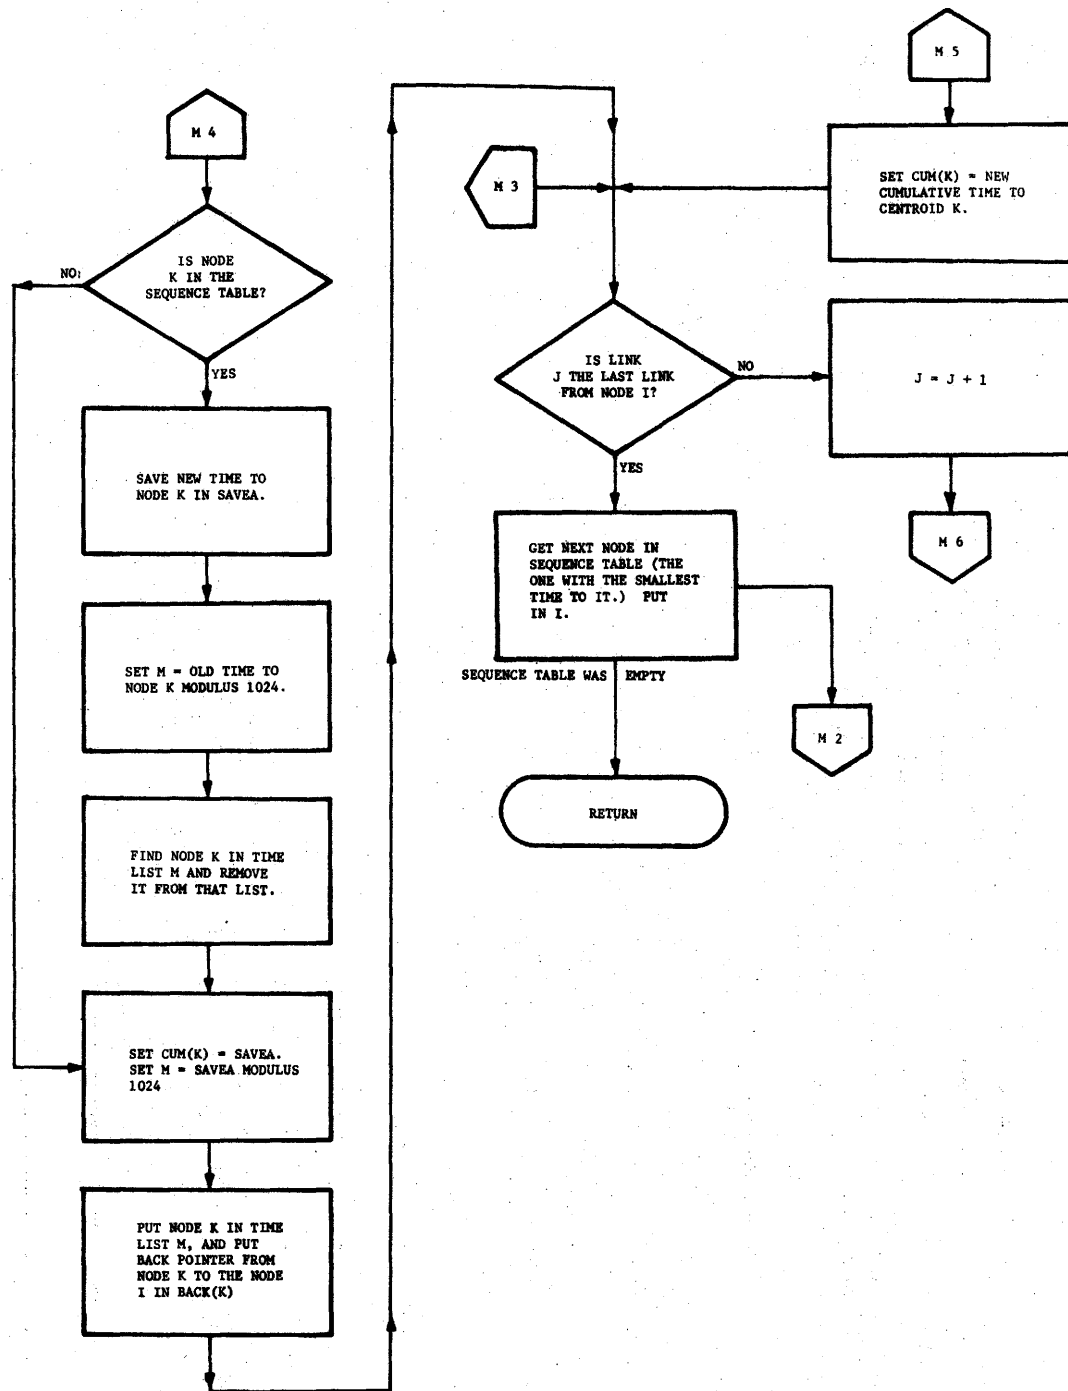 M 4
IS NODE
K IN THE
SEQUENCE TABLE?
NO:
YES
SAVE NEW TIME TO
NODE K IN SAVEA.
SET M = OLD TIME TO
NODE K MODULUS 1024.
FIND NODE K IN TIME
LIST M AND REMOVE
IT FROM THAT LIST.
SET CUM(K) = SAVEA.
SET M = SAVEA MODULUS
1024
PUT NODE K IN TIME
LIST M, AND PUT
BACK POINTER FROM
NODE K TO THE NODE
I IN BACK(K)
M 5
SET CUM(K) = NEW
CUMULATIVE TIME TO
CENTROID K.
M 3
IS LINK
J THE LAST LINK
FROM NODE I?
NO
J = J + 1
M 6
YES
GET NEXT NODE IN
SEQUENCE TABLE (THE
ONE WITH THE SMALLEST
TIME TO IT.) PUT
IN I.
SEQUENCE TABLE WAS EMPTY
M 2
RETURN